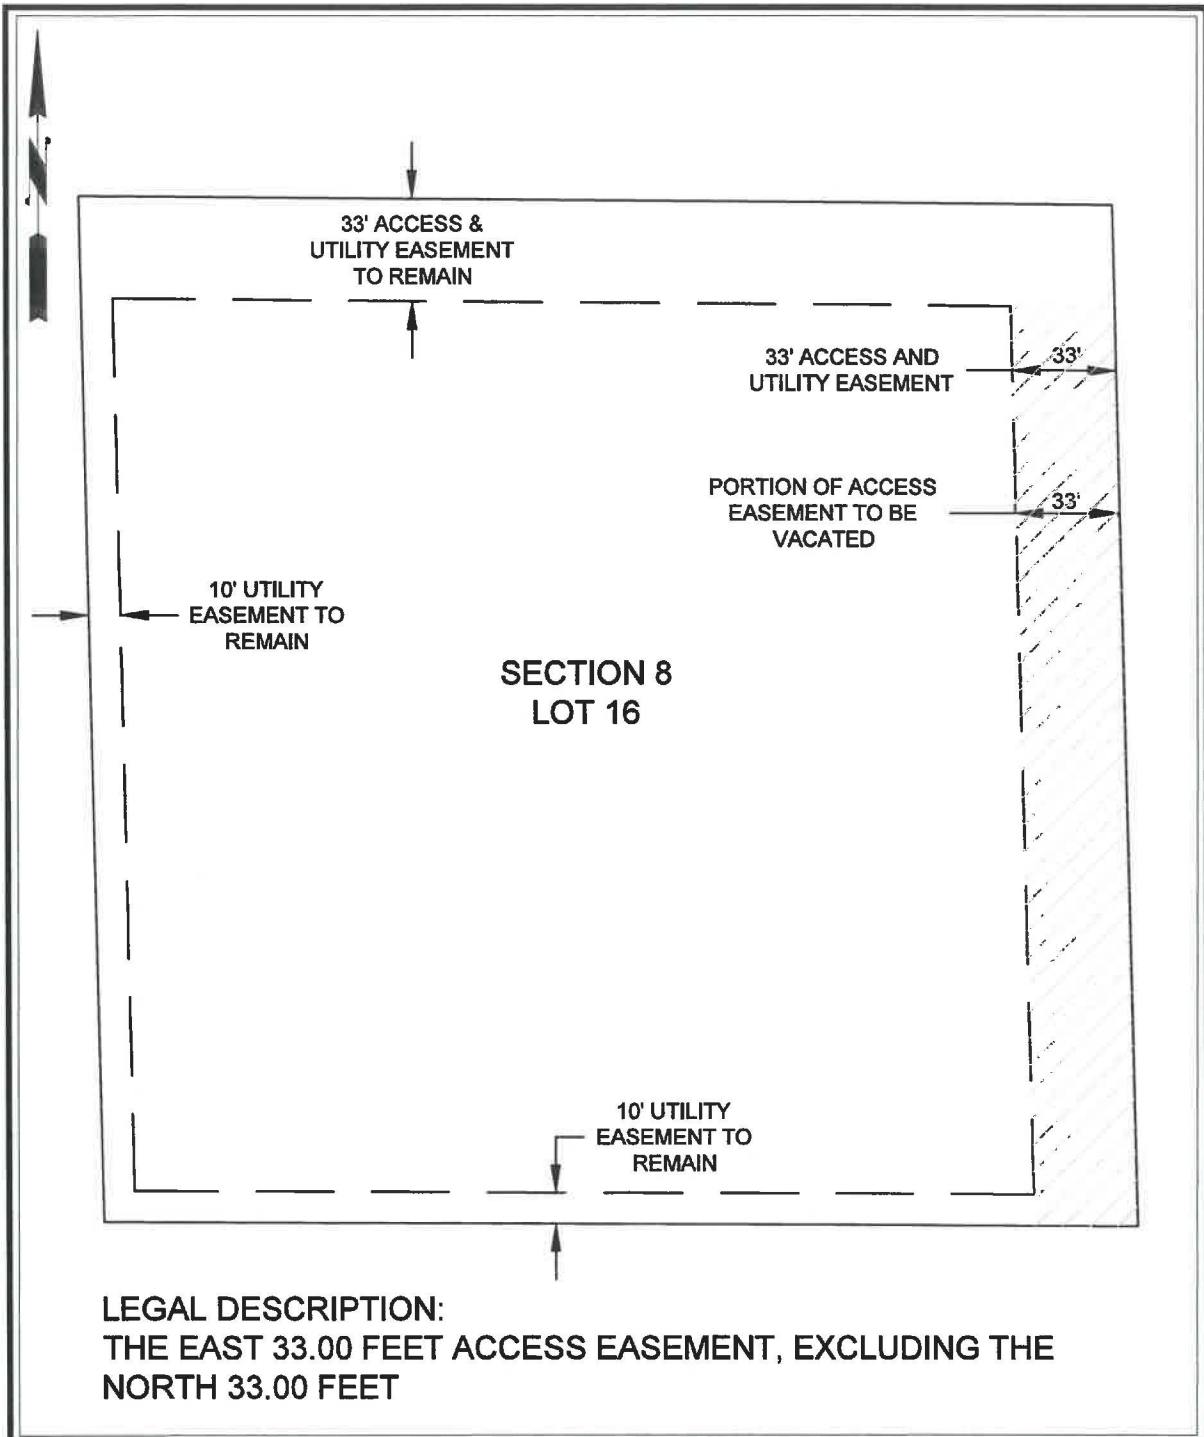 N
33' ACCESS &
UTILITY EASEMENT
TO REMAIN
33' ACCESS AND
UTILITY EASEMENT
33'
PORTION OF ACCESS
EASEMENT TO BE
VACATED
33'
10' UTILITY
EASEMENT TO
REMAIN
SECTION 8
LOT 16
10' UTILITY
EASEMENT TO
REMAIN
LEGAL DESCRIPTION:
THE EAST 33.00 FEET ACCESS EASEMENT, EXCLUDING THE
NORTH 33.00 FEET